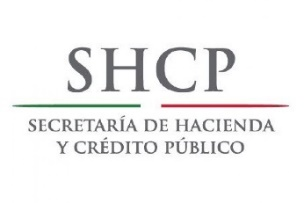 SHCP
SECRETARÍA DE HACIENDA
Y CRÉDITO PÚBLICO